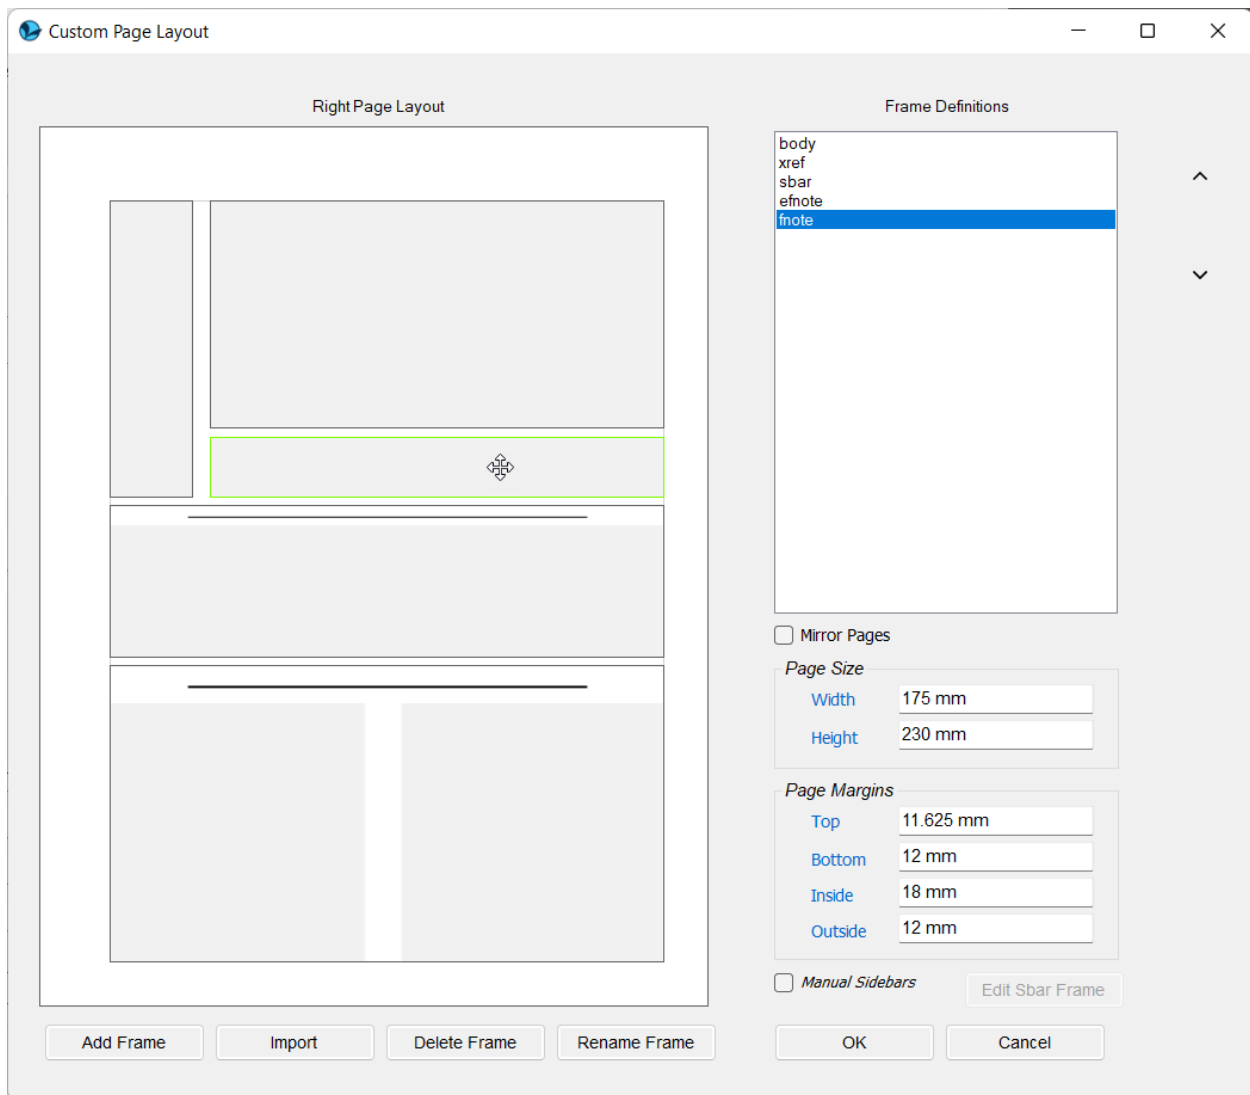 Custom Page Layout
Right Page Layout
Frame Definitions
body
xref
sbar
efnote
fnote
Mirror Pages
Page Size
Width 175 mm
Height 230 mm
Page Margins
Top 11.625 mm
Bottom 12 mm
Inside 18 mm
Outside 12 mm
Manual Sidebars Edit Sbar Frame
Add Frame Import Delete Frame Rename Frame OK Cancel